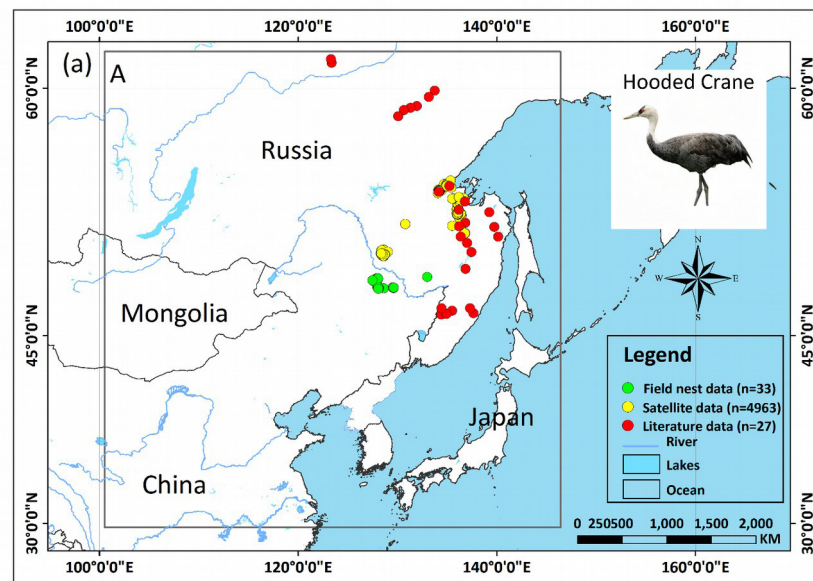 100°0'0"E 120°0'0"E 140°0'0"E 160°0'0"E
(a)
A
60°0'0"N
60°0'0"N
Hooded Crane
Russia
Mongolia
China
Japan
N
W E
S
45°0'0"N
45°0'0"N
Legend
Field nest data (n=33)
Satellite data (n=4963)
Literature data (n=27)
River
Lakes
Ocean
30°0'0"N
30°0'0"N
0 250500 1,000 1,500 2,000
KM
100°0'0"E 120°0'0"E 140°0'0"E 160°0'0"E